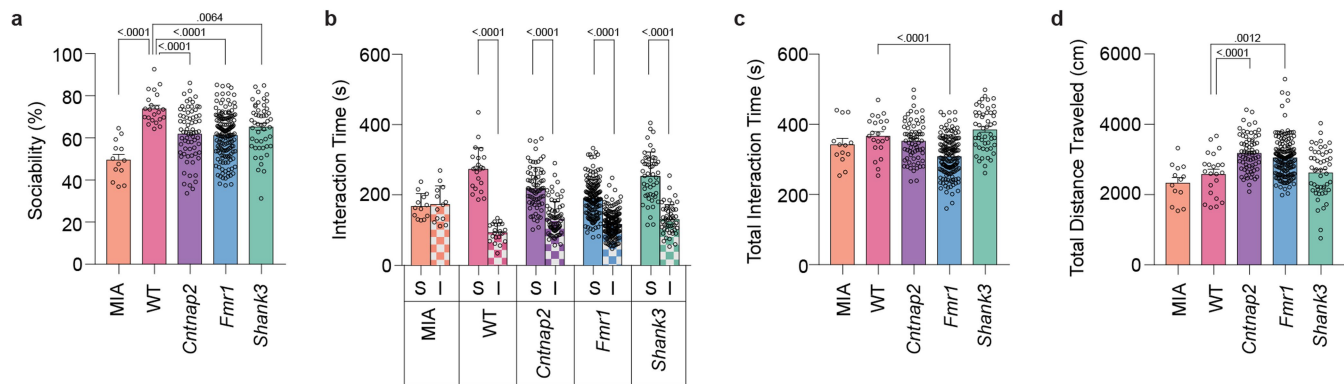 a
.0064
<.0001
<.0001
<.0001
Sociability (%)
100
80
60
40
20
0
MIA
WT
Cntnap2
Fmr1
Shank3
b
<.0001
<.0001
<.0001
<.0001
Interaction Time (s)
600
400
200
0
S I S I S I S I S I
MIA
WT
Cntnap2
Fmr1
Shank3
c
<.0001
Total Interaction Time (s)
600
400
200
0
MIA
WT
Cntnap2
Fmr1
Shank3
d
.0012
<.0001
Total Distance Traveled (cm)
6000
4000
2000
0
MIA
WT
Cntnap2
Fmr1
Shank3